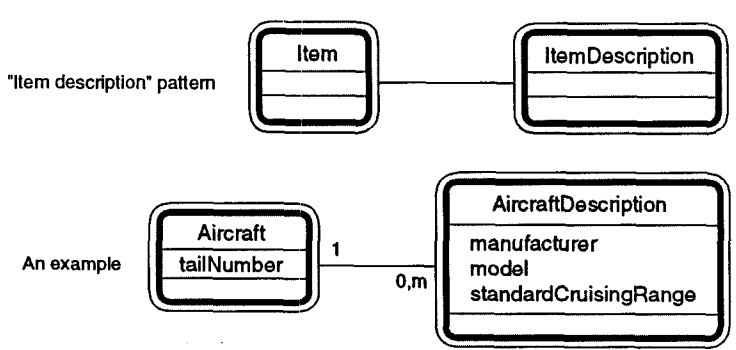 Item
ItemDescription
"Item description" pattern
AircraftDescription
Aircraft
manufacturer
An example
tailNumber
1
model
0,m
standardCruisingRange